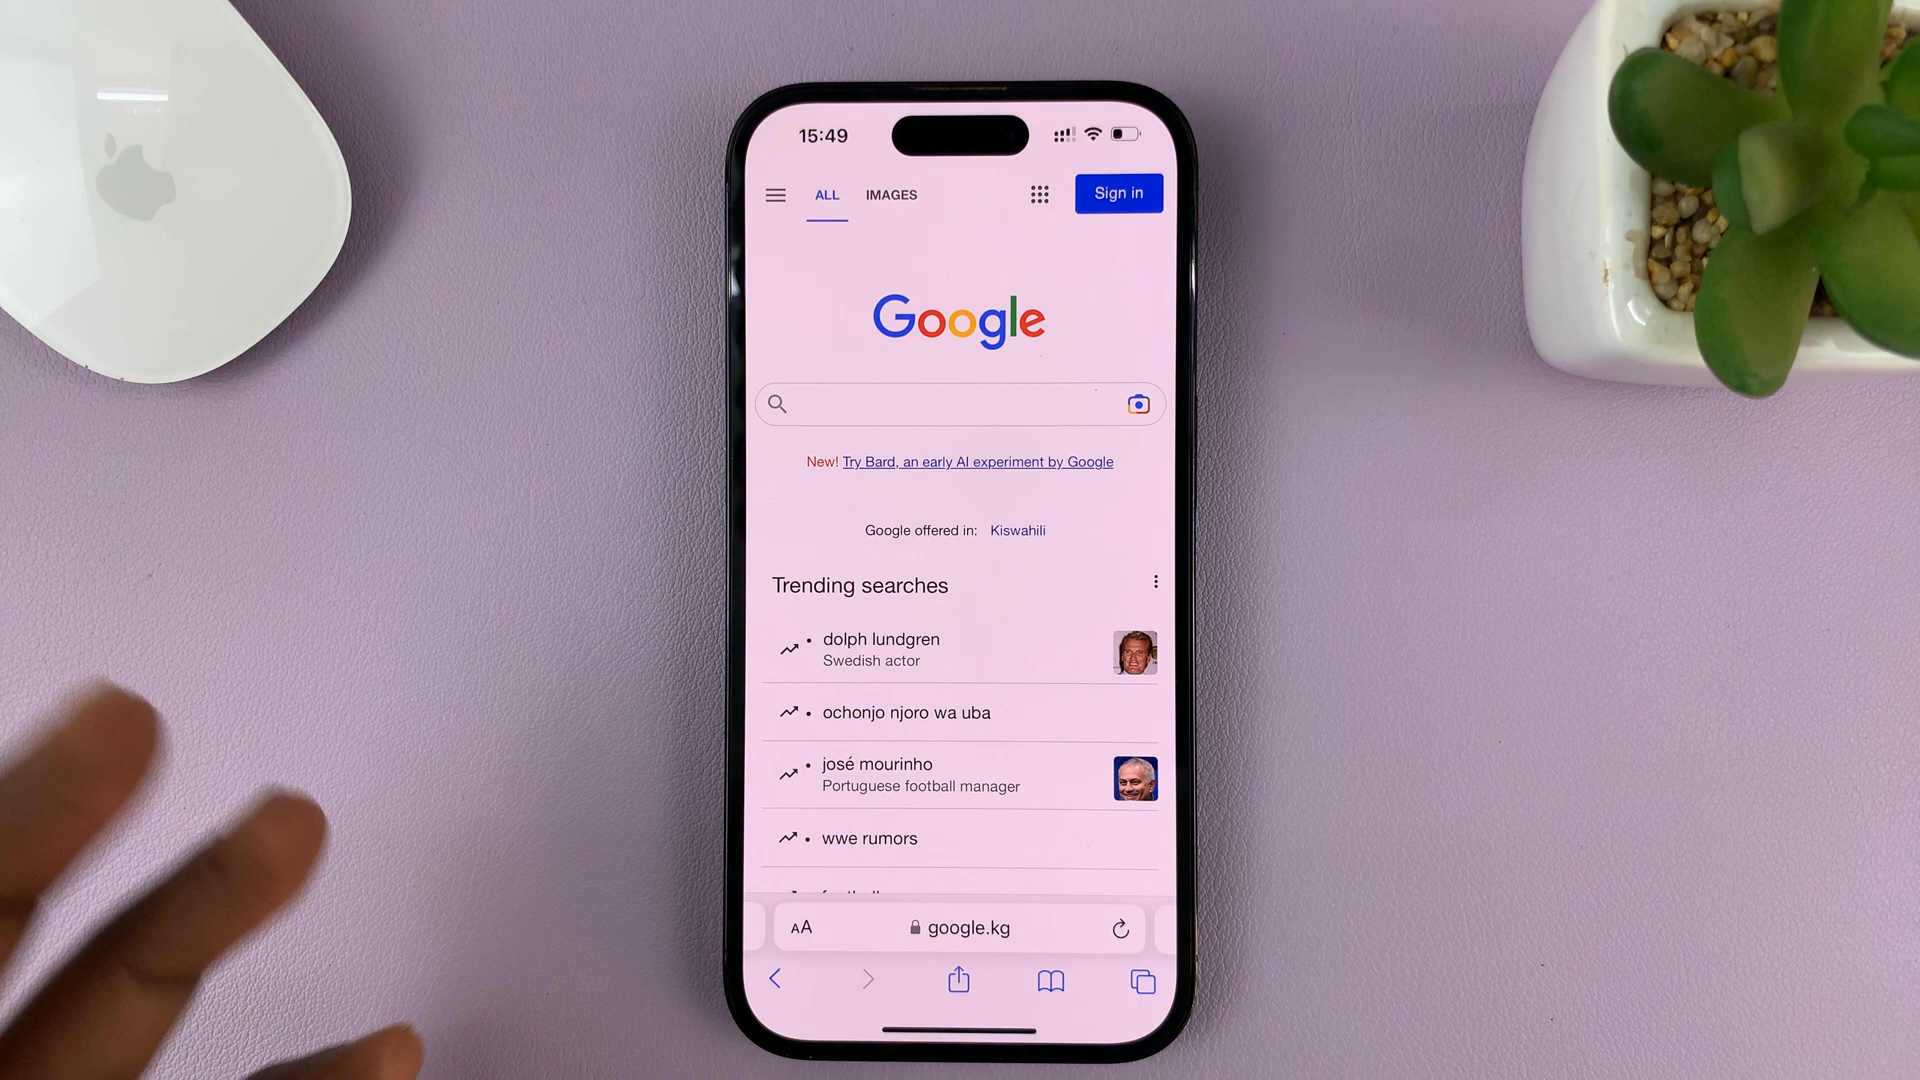 15:49
ALL IMAGES Sign in
Google
New! Try Bard, an early AI experiment by Google
Google offered in: Kiswahili
Trending searches
dolph lundgren
Swedish actor
ochonjo njoro wa uba
josé mourinho
Portuguese football manager
wwe rumors
AA google.kg